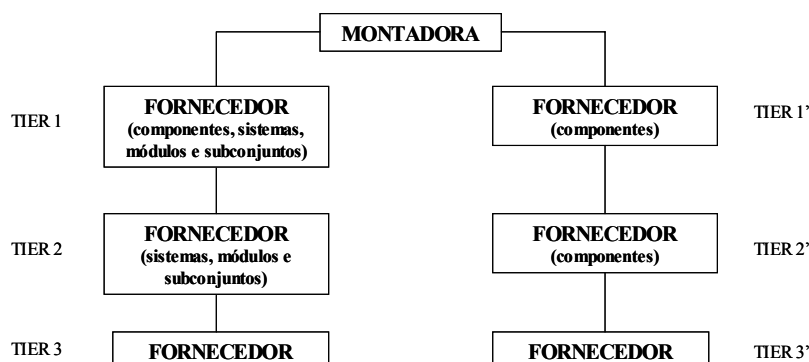 MONTADORA
TIER 1
FORNECEDOR
(componentes, sistemas,
módulos e subconjuntos)
FORNECEDOR
(componentes)
TIER 1’
TIER 2
FORNECEDOR
(sistemas, módulos e
subconjuntos)
FORNECEDOR
(componentes)
TIER 2’
TIER 3
FORNECEDOR
FORNECEDOR
TIER 3’